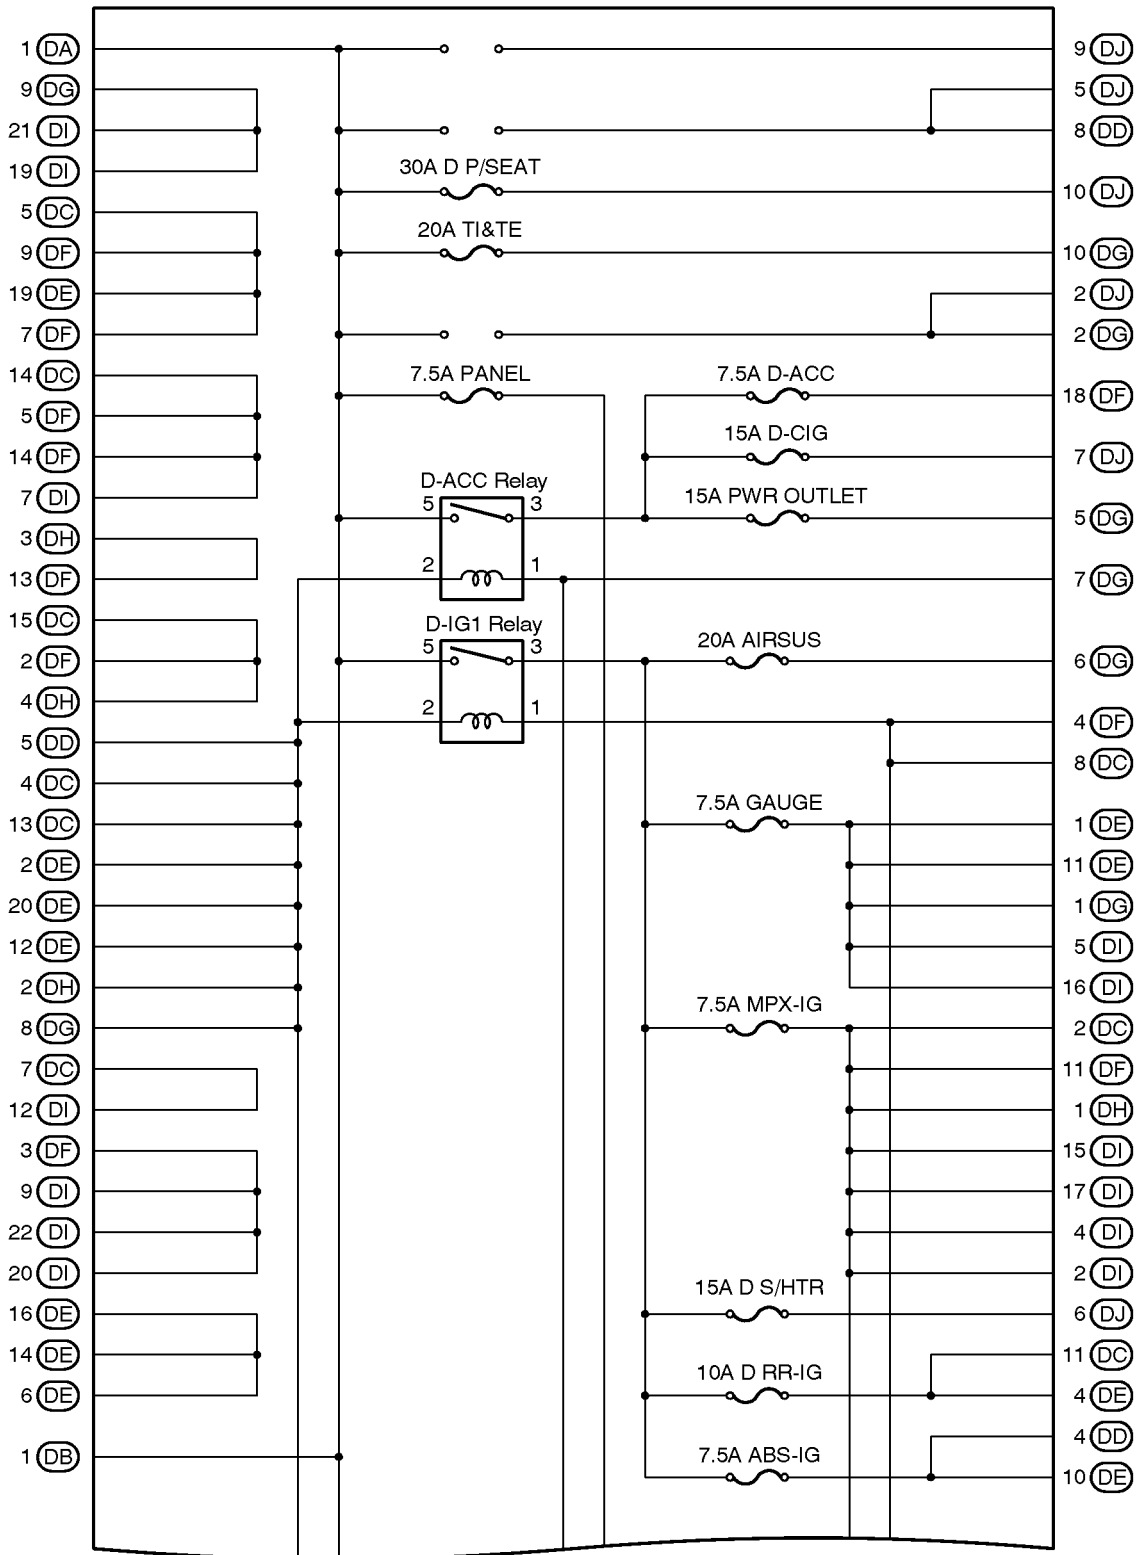 1 DA
9 DJ
9 DG
5 DJ
21 DI
8 DD
30A D P/SEAT
19 DI
10 DJ
5 DC
20A TI&TE
9 DF
10 DG
19 DE
2 DJ
7 DF
2 DG
7.5A PANEL
7.5A D-ACC
14 DC
18 DF
5 DF
15A D-CIG
14 DF
7 DJ
D-ACC Relay
7 DI
15A PWR OUTLET
5 3
5 DG
3 DH
2 1
13 DF
7 DG
15 DC
D-IG1 Relay
20A AIRSUS
5 3
2 DF
6 DG
4 DH
2 1
4 DF
5 DD
8 DC
4 DC
7.5A GAUGE
13 DC
1 DE
2 DE
11 DE
20 DE
1 DG
12 DE
5 DI
2 DH
16 DI
7.5A MPX-IG
8 DG
2 DC
7 DC
11 DF
12 DI
1 DH
3 DF
15 DI
9 DI
17 DI
22 DI
4 DI
20 DI
2 DI
15A D S/HTR
16 DE
6 DJ
14 DE
11 DC
10A D RR-IG
6 DE
4 DE
4 DD
7.5A ABS-IG
1 DB
10 DE